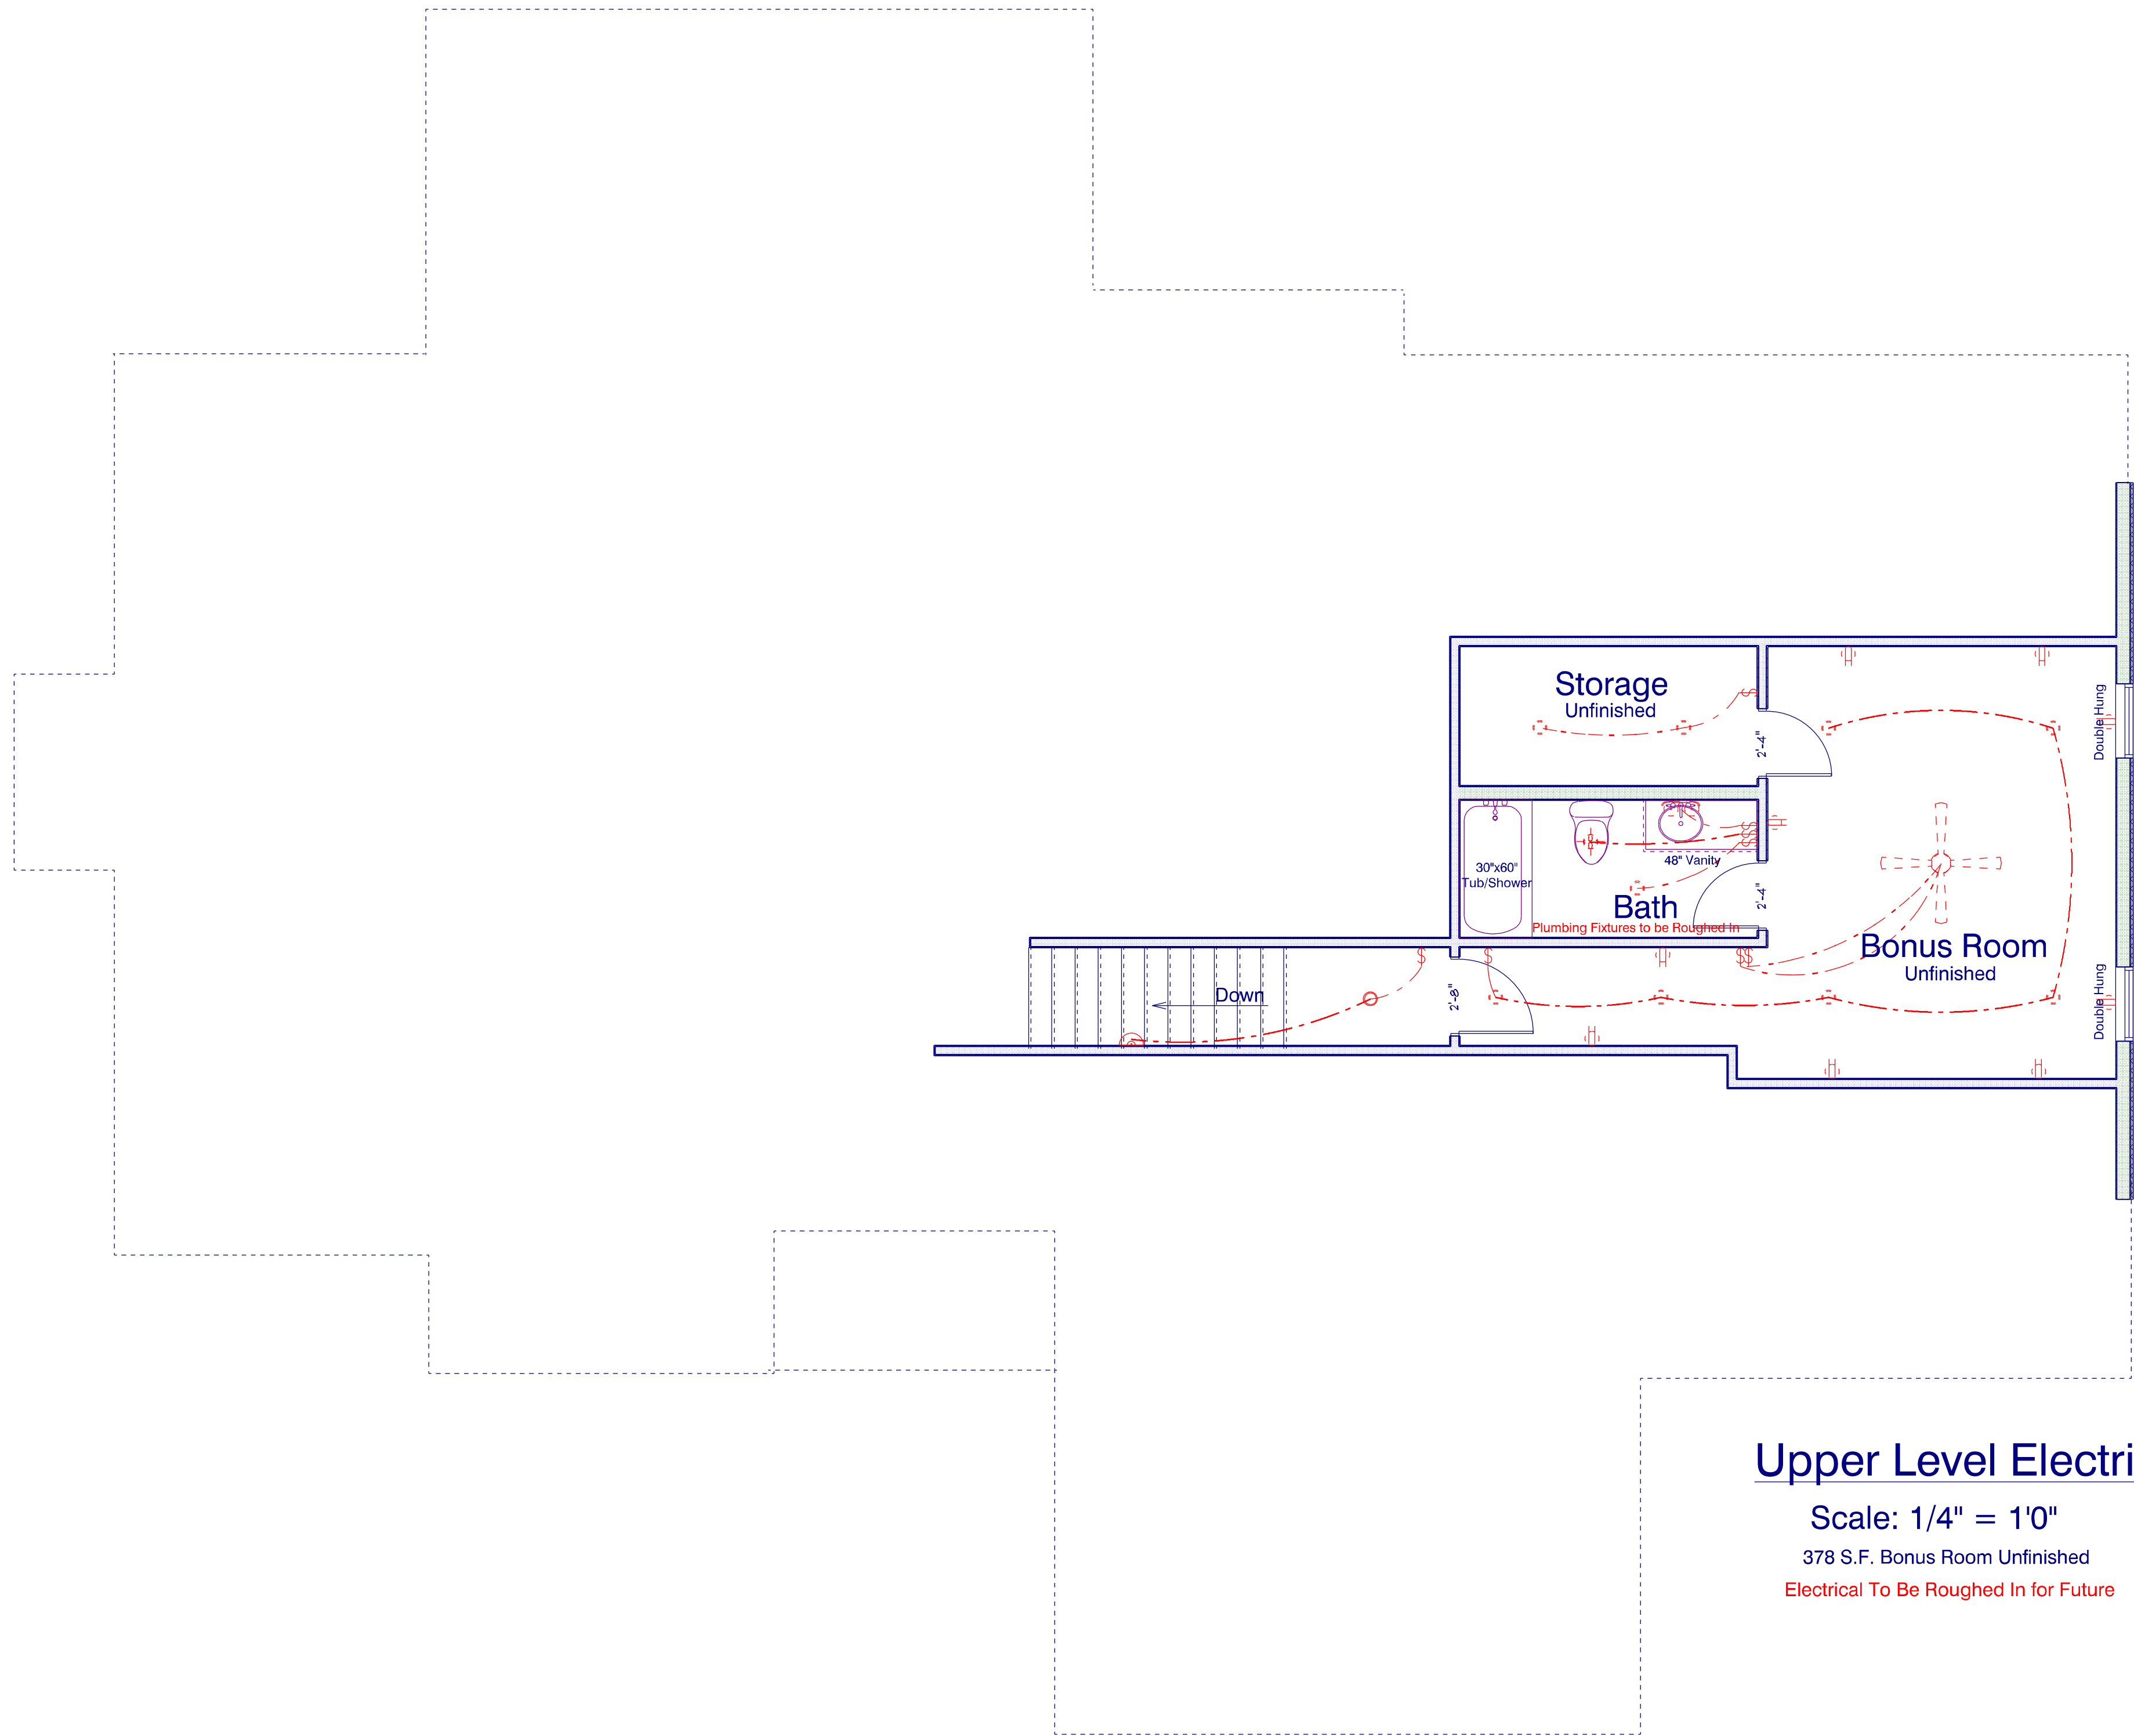 Storage
Unfinished
2'-4"
Double Hung
30"x60"
Tub/Shower
48" Vanity
2'-4"
Bath
Plumbing Fixtures to be Roughed In
Bonus Room
Unfinished
Down
2'-8"
Double Hung
Upper Level Electri
Scale: 1/4" = 1'0"
378 S.F. Bonus Room Unfinished
Electrical To Be Roughed In for Future